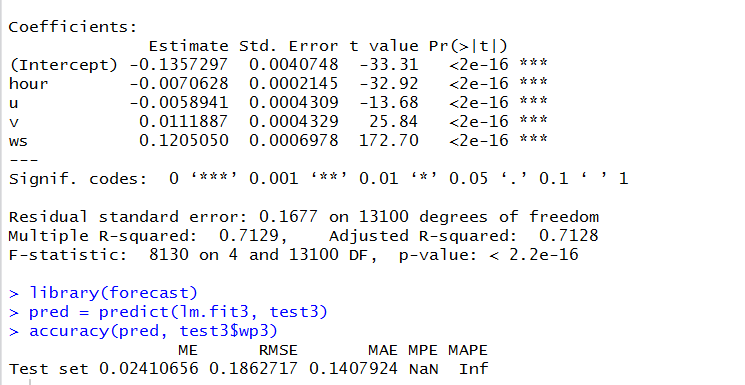 Coefficients:
              Estimate Std. Error t value Pr(>|t|)
(Intercept) -0.1357297  0.0040748  -33.31   <2e-16 ***
hour        -0.0070628  0.0002145  -32.92   <2e-16 ***
u           -0.0058941  0.0004309  -13.68   <2e-16 ***
v            0.0111887  0.0004329   25.84   <2e-16 ***
ws           0.1205050  0.0006978  172.70   <2e-16 ***
---
Signif. codes:  0 ‘***’ 0.001 ‘**’ 0.01 ‘*’ 0.05 ‘.’ 0.1 ‘ ’ 1
Residual standard error: 0.1677 on 13100 degrees of freedom
Multiple R-squared:  0.7129,    Adjusted R-squared:  0.7128
F-statistic:  8130 on 4 and 13100 DF,  p-value: < 2.2e-16
> library(forecast)
> pred = predict(lm.fit3, test3)
> accuracy(pred, test3$wp3)
                 ME      RMSE       MAE MPE MAPE
Test set 0.02410656 0.1862717 0.1407924 NaN  Inf